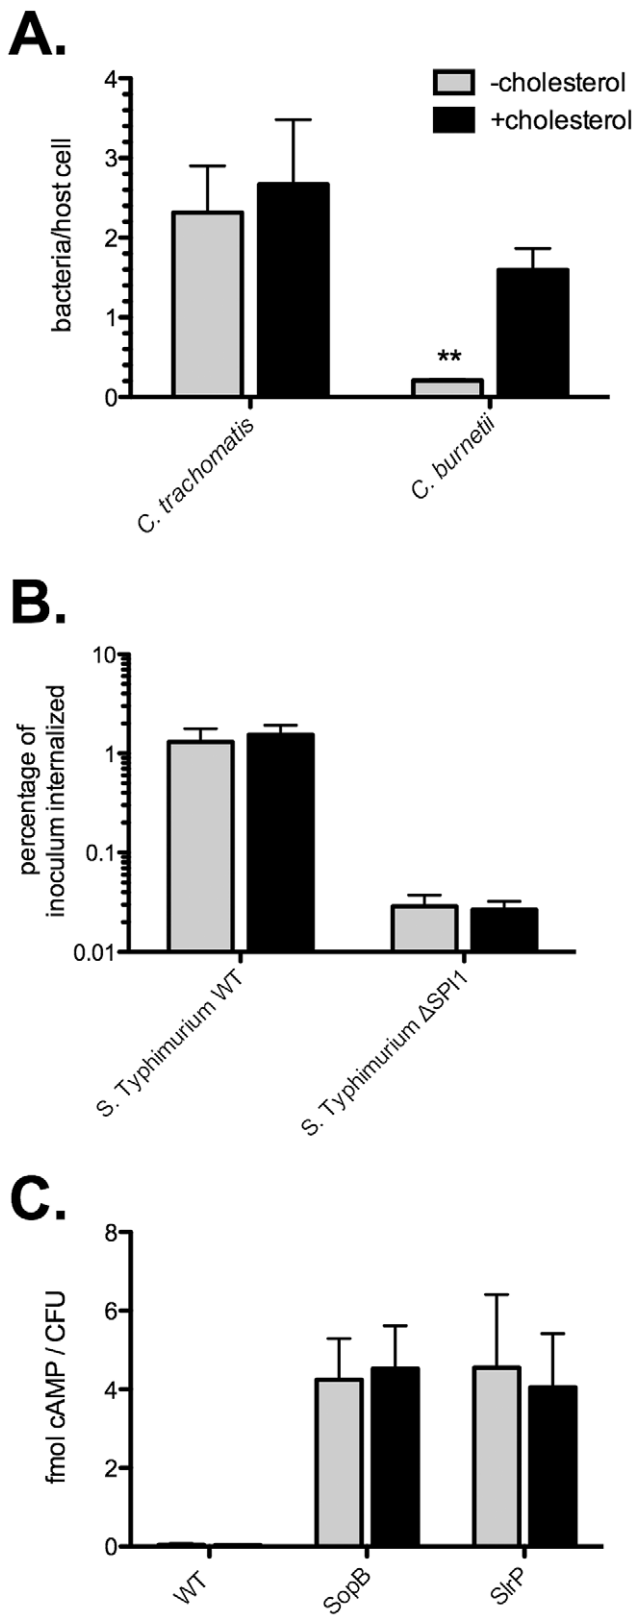 A.
-cholesterol
+cholesterol
bacteria/host cell
4
3
2
1
0
**
C. trachomatis
C. burnetii
B.
percentage of
inoculum internalized
10
1
0.1
0.01
S. Typhimurium WT
S. Typhimurium ΔSPI1
C.
fmol cAMP / CFU
8
6
4
2
0
WT
SopB
SlrP